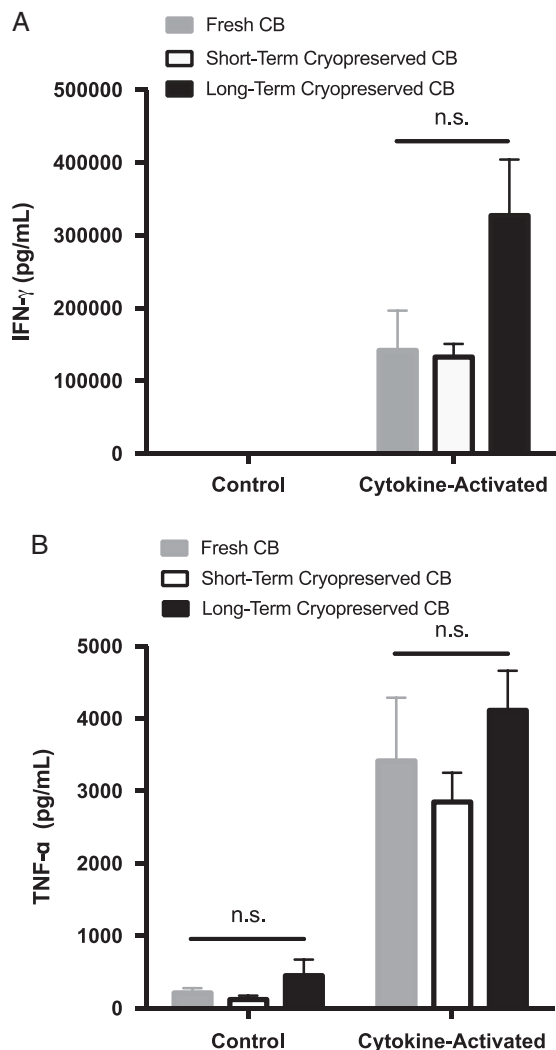 A
Fresh CB
Short-Term Cryopreserved CB
Long-Term Cryopreserved CB
500000
400000
300000
200000
100000
0
IFN-γ (pg/mL)
n.s.
Control
Cytokine-Activated
B
Fresh CB
Short-Term Cryopreserved CB
Long-Term Cryopreserved CB
5000
4000
3000
2000
1000
0
TNF-α (pg/mL)
n.s.
n.s.
Control
Cytokine-Activated